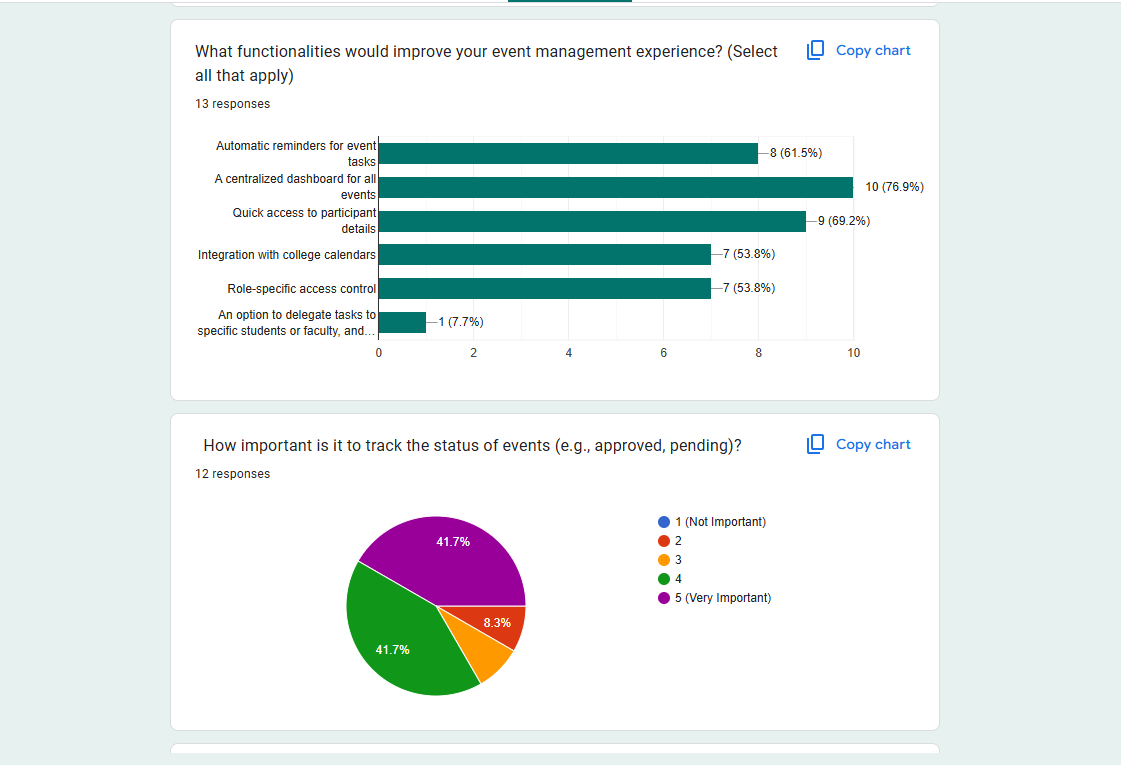 What functionalities would improve your event management experience? (Select
all that apply)
Copy chart
13 responses
Automatic reminders for event
tasks
8 (61.5%)
A centralized dashboard for all
events
10 (76.9%)
Quick access to participant
details
9 (69.2%)
Integration with college calendars
7 (53.8%)
Role-specific access control
7 (53.8%)
An option to delegate tasks to
specific students or faculty, and…
1 (7.7%)
0 2 4 6 8 10
How important is it to track the status of events (e.g., approved, pending)?
Copy chart
12 responses
41.7%
8.3%
41.7%
1 (Not Important)
2
3
4
5 (Very Important)